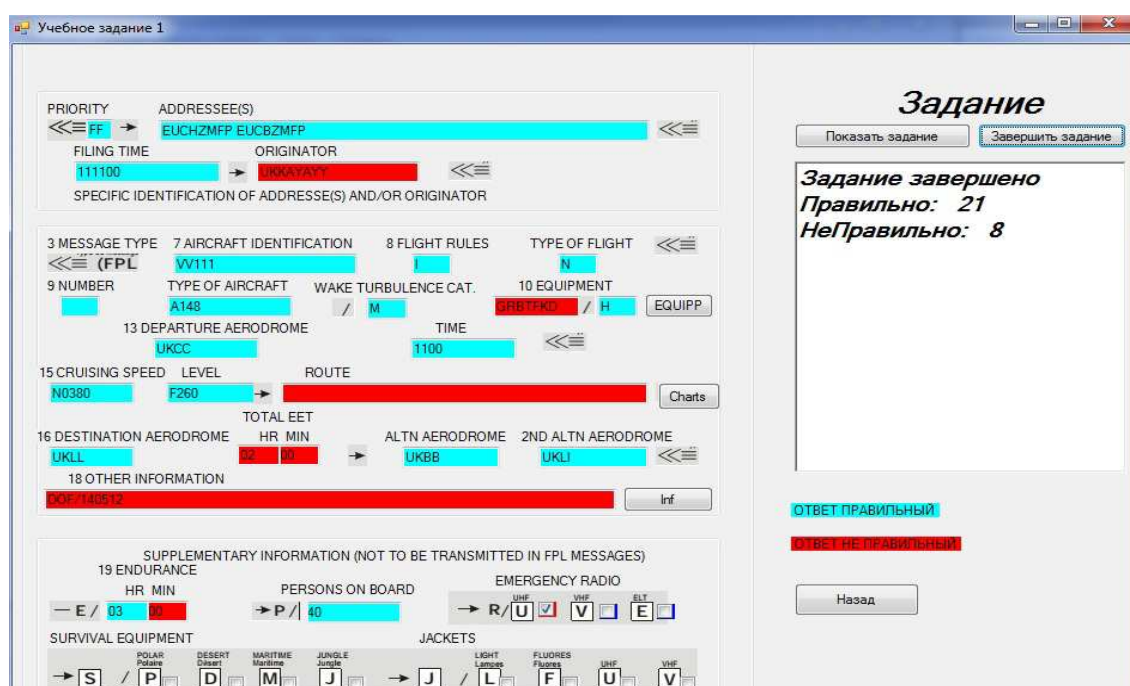 Учебное задание 1
PRIORITY ADDRESSEE(S)
FF EUCHZMFP EUCBZMFP
FILING TIME ORIGINATOR
111100 UKKAYAYY
SPECIFIC IDENTIFICATION OF ADDRESSE(S) AND/OR ORIGINATOR
3 MESSAGE TYPE 7 AIRCRAFT IDENTIFICATION 8 FLIGHT RULES TYPE OF FLIGHT
(FPL VV111 I N
9 NUMBER TYPE OF AIRCRAFT WAKE TURBULENCE CAT. 10 EQUIPMENT
A148 / M GRBTFKD / H EQUIPP
13 DEPARTURE AERODROME TIME
UKCC 1100
15 CRUISING SPEED LEVEL ROUTE
N0380 F260 Charts
TOTAL EET
16 DESTINATION AERODROME HR MIN ALTN AERODROME 2ND ALTN AERODROME
UKLL 02 00 UKBB UKLI
18 OTHER INFORMATION
DOF/140512 Inf
SUPPLEMENTARY INFORMATION (NOT TO BE TRANSMITTED IN FPL MESSAGES)
19 ENDURANCE
HR MIN PERSONS ON BOARD EMERGENCY RADIO
UHF VHF ELT
E / 03 00 P / 40 R/ U V E
SURVIVAL EQUIPMENT JACKETS
POLAR DESERT MARITIME JUNGLE LIGHT FLUORES
Polaire Désert Maritime Jungle Lampes Fluores UHF VHF
S / P D M J J / L F U V
Задание
Показать задание Завершить задание
Задание завершено
Правильно: 21
НеПравильно: 8
ОТВЕТ ПРАВИЛЬНЫЙ
ОТВЕТ НЕ ПРАВИЛЬНЫЙ
Назад